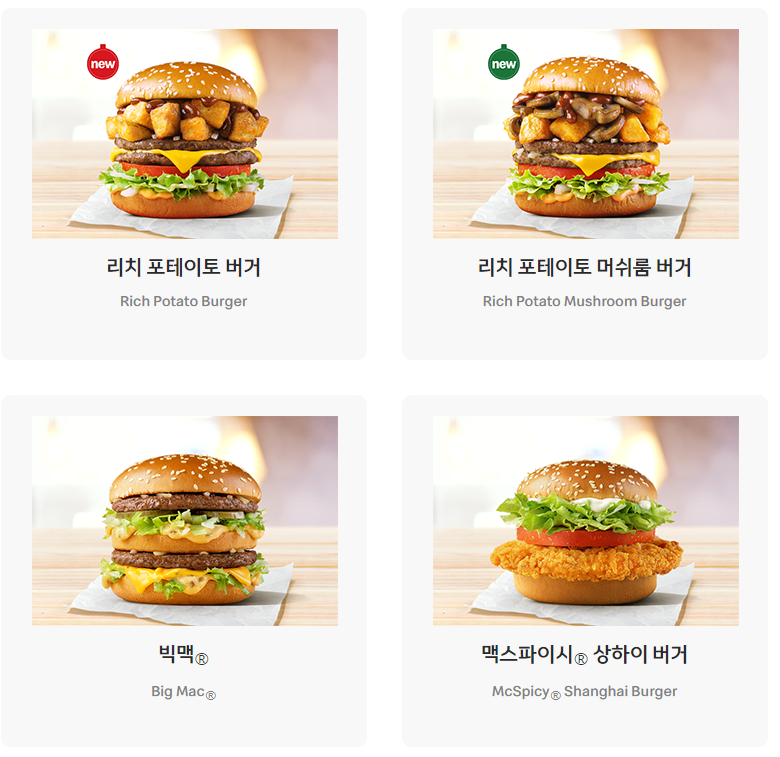 new
new
리치 포테이토 버거
Rich Potato Burger
리치 포테이토 머쉬룸 버거
Rich Potato Mushroom Burger
빅맥®
Big Mac®
맥스파이시® 상하이 버거
McSpicy® Shanghai Burger